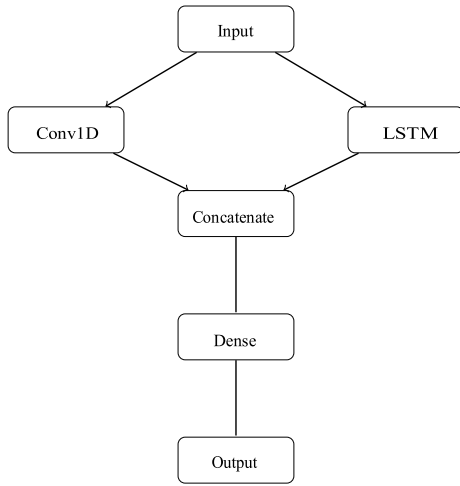 Input
Conv1D
LSTM
Concatenate
Dense
Output